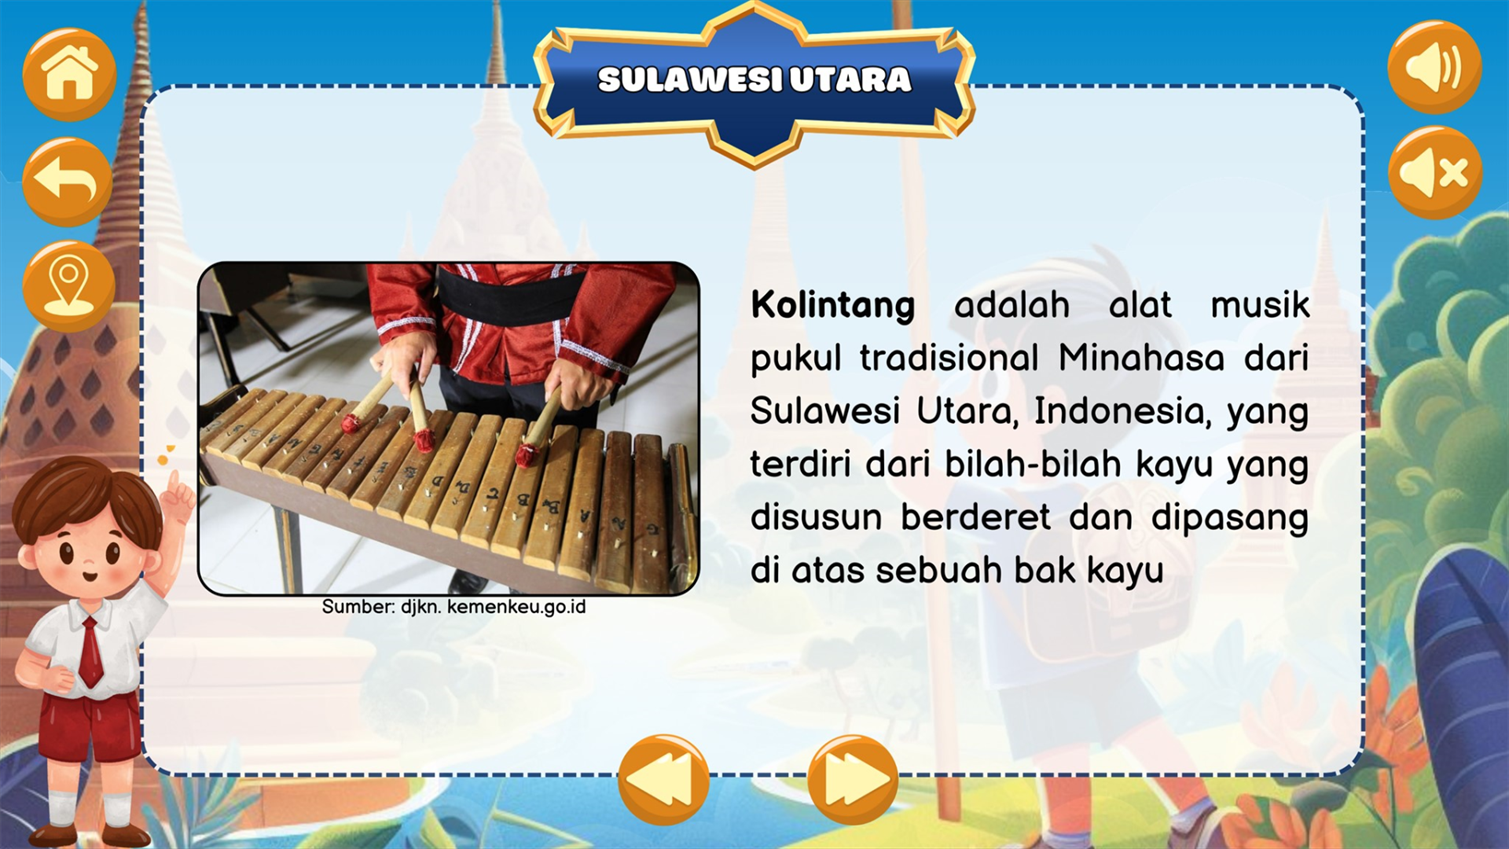 SULAWESI UTARA
Kolintang adalah alat musik
pukul tradisional Minahasa dari
Sulawesi Utara, Indonesia, yang
terdiri dari bilah-bilah kayu yang
disusun berderet dan dipasang
di atas sebuah bak kayu
Sumber: djkn. kemenkeu.go.id